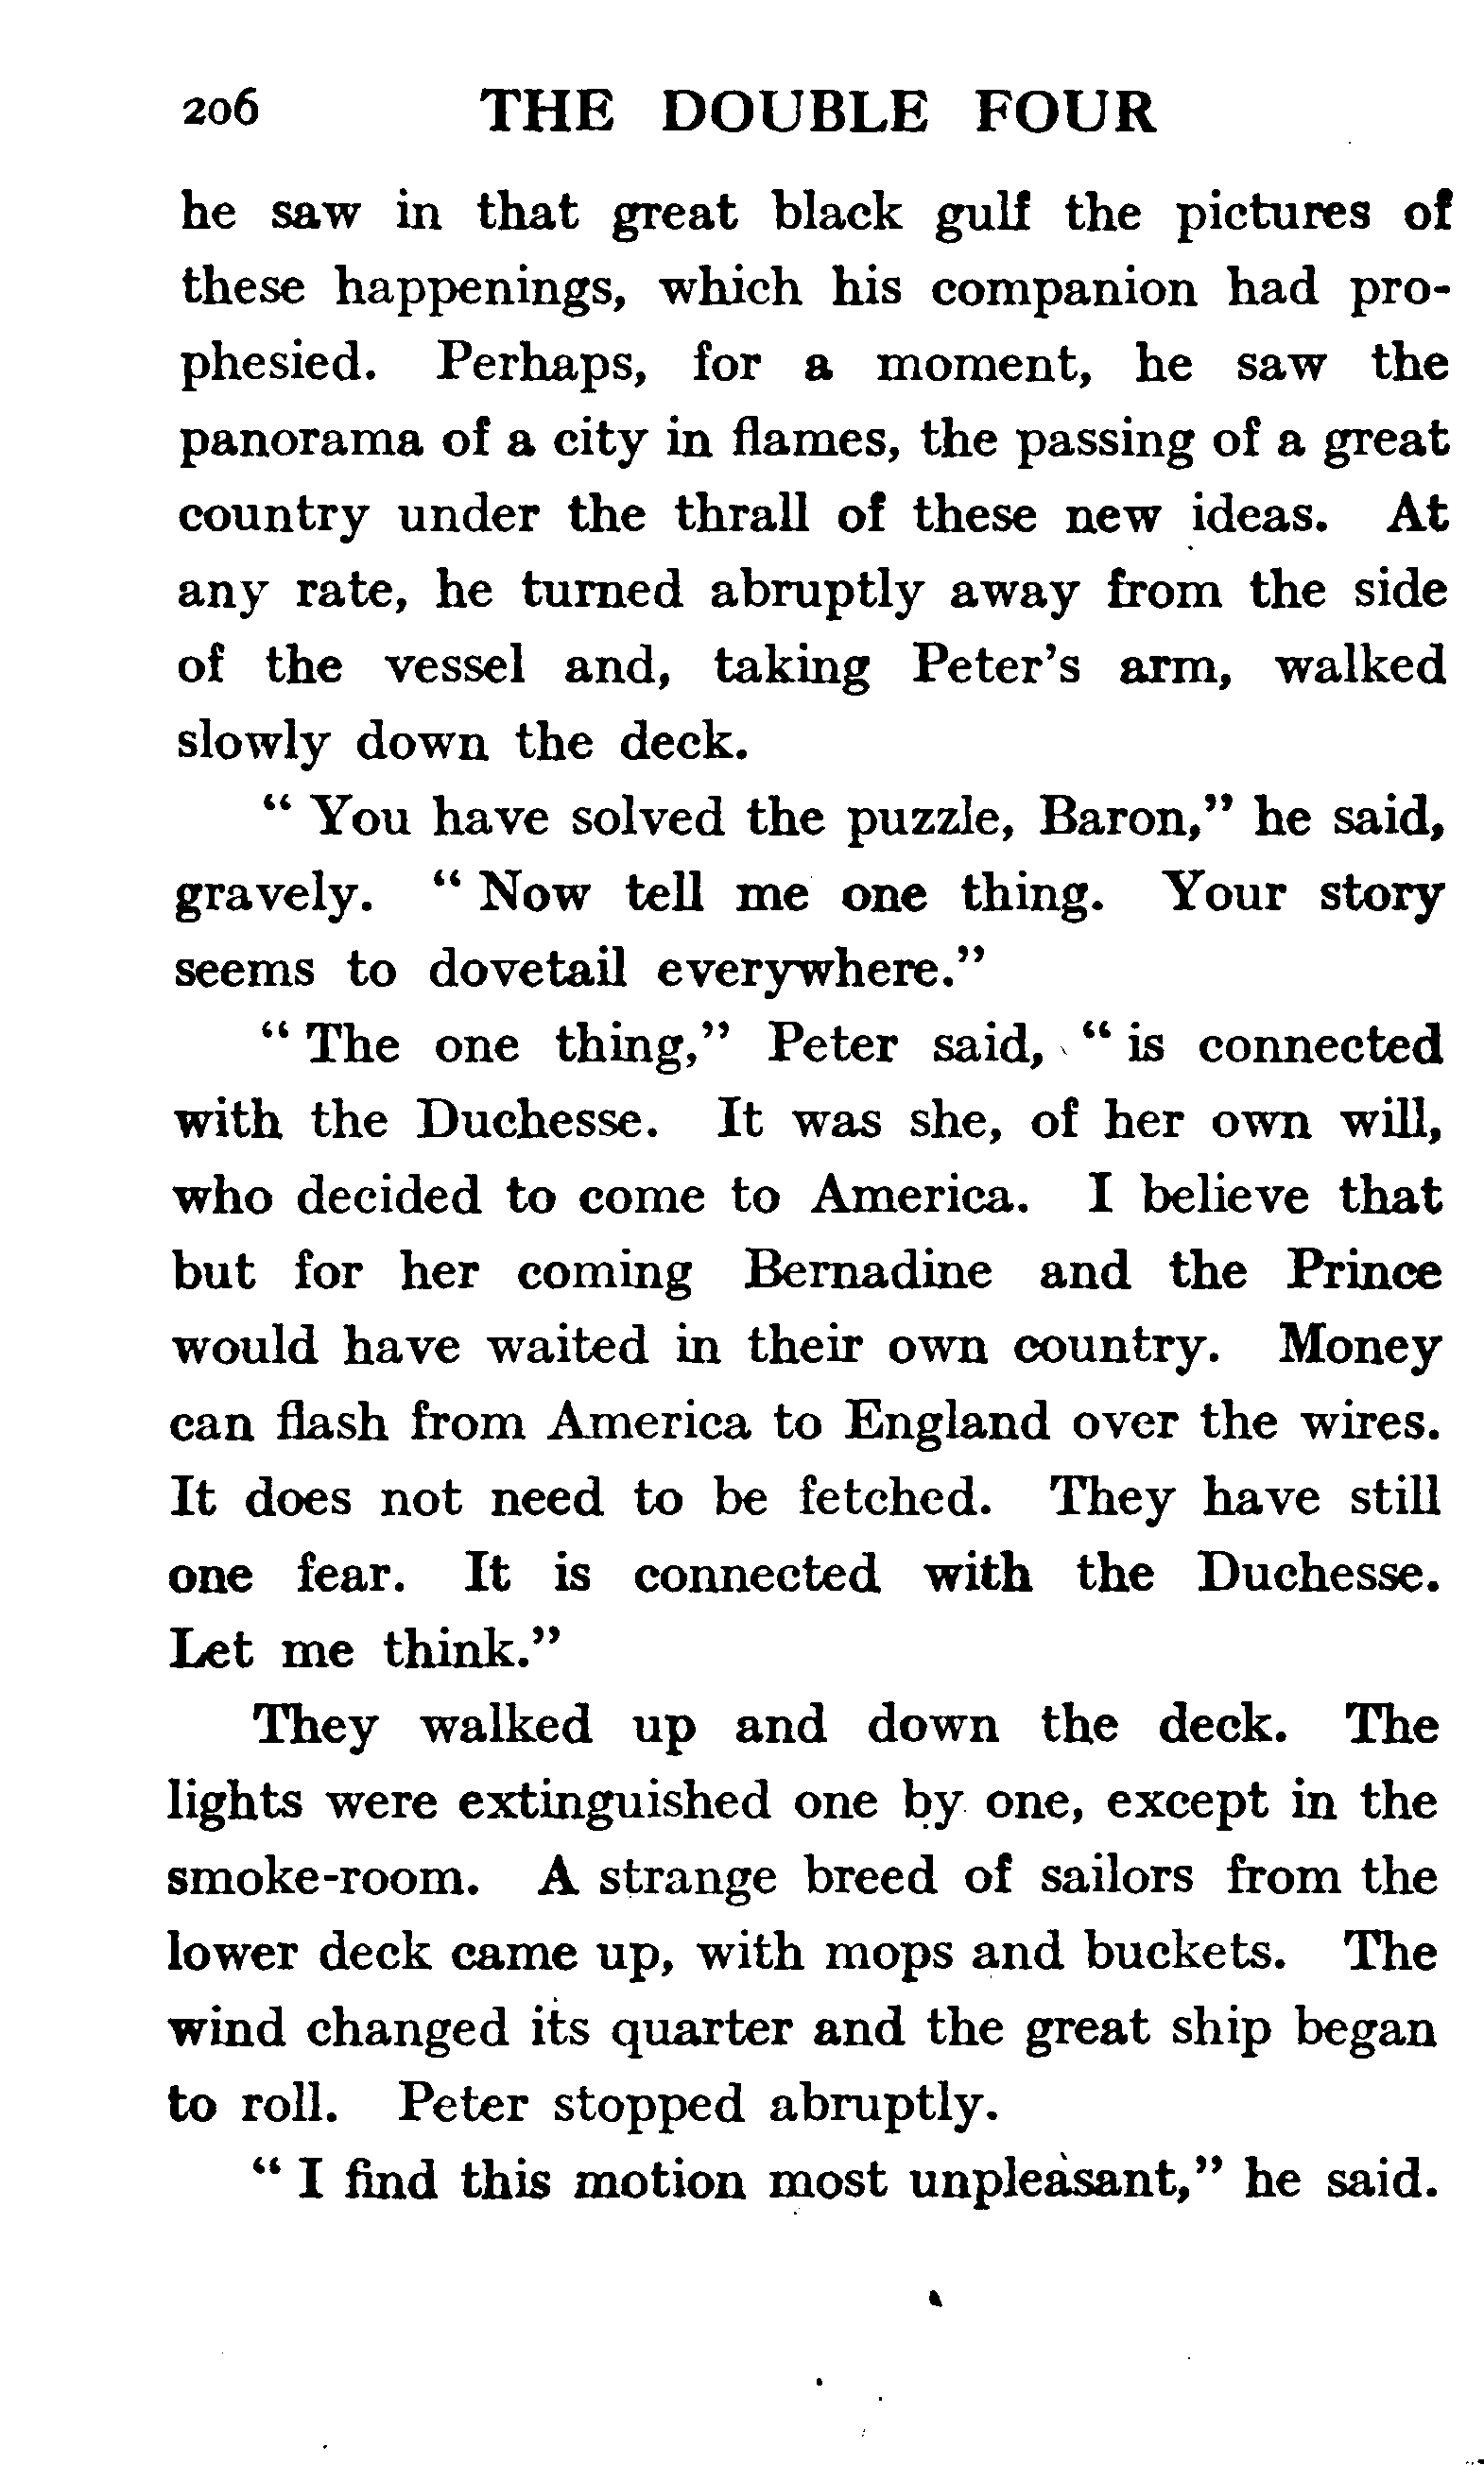 206 THE DOUBLE FOUR
he saw in that great black gulf the pictures of
these happenings, which his companion had pro-
phesied. Perhaps, for a moment, he saw the
panorama of a city in flames, the passing of a great
country under the thrall of these new ideas. At
any rate, he turned abruptly away from the side
of the vessel and, taking Peter's arm, walked
slowly down the deck.
" You have solved the puzzle, Baron," he said,
gravely. " Now tell me one thing. Your story
seems to dovetail everywhere."
" The one thing," Peter said, " is connected
with the Duchesse. It was she, of her own will,
who decided to come to America. I believe that
but for her coming Bernadine and the Prince
would have waited in their own country. Money
can flash from America to England over the wires.
It does not need to be fetched. They have still
one fear. It is connected with the Duchesse.
Let me think."
They walked up and down the deck. The
lights were extinguished one by one, except in the
smoke-room. A strange breed of sailors from the
lower deck came up, with mops and buckets. The
wind changed its quarter and the great ship began
to roll. Peter stopped abruptly.
" I find this motion most unpleasant," he said.